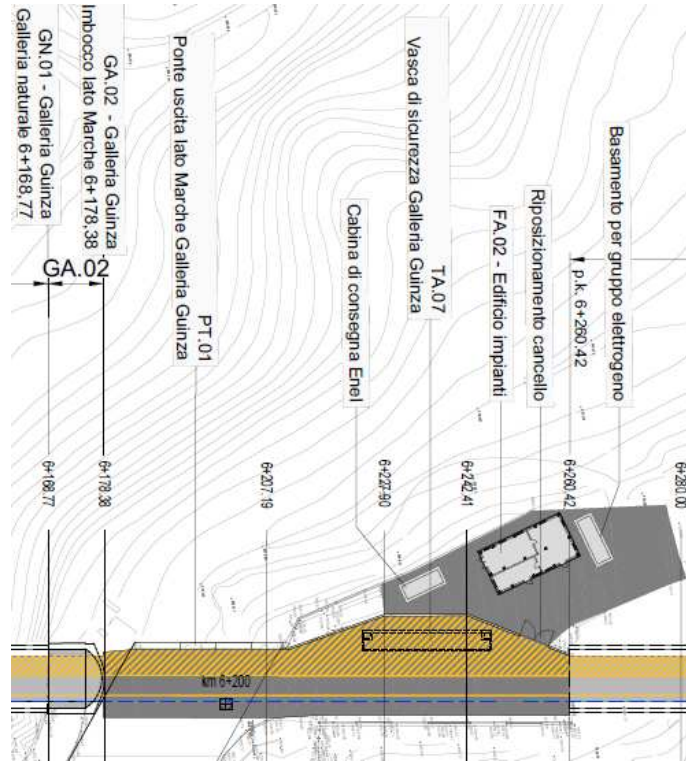 GN.01 - Galleria Guinza
Galleria naturale 6+168,77
GA.02 - Galleria Guinza
Imbocco lato Marche 6+178,38
GA.02
PT.01
Ponte uscita lato Marche Galleria Guinza
Cabina di consegna Enel
TA.07
Vasca di sicurezza Galleria Guinza
FA.02 - Edificio impianti
Riposizionamento cancello
Basamento per gruppo elettrogeno
p.k. 6+260.42
6+168.77
6+178.38
6+207.19
6+227.90
6+242.41
6+260.42
6+280.00
km 6+200